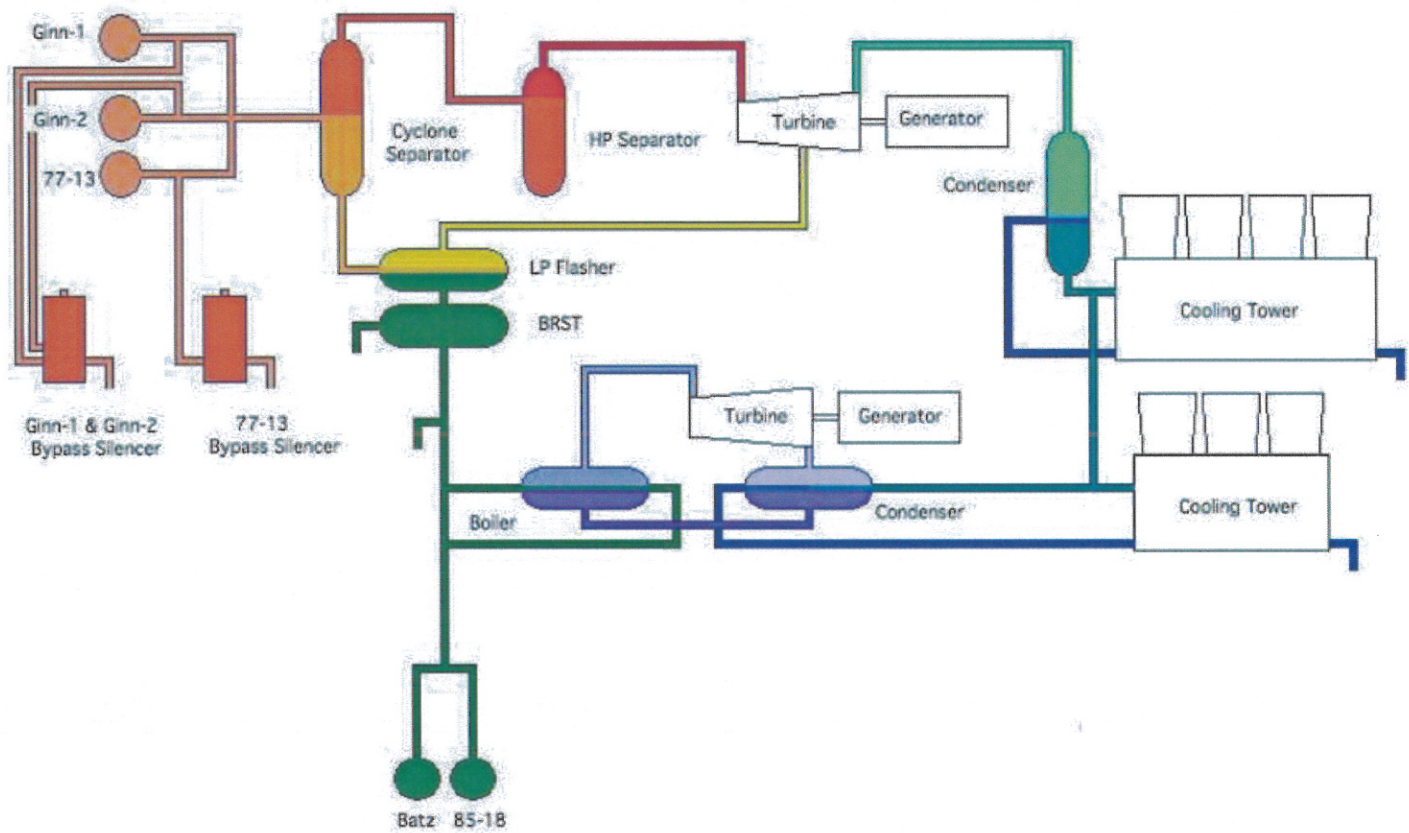 Ginn-1
Ginn-2
77-13
Cyclone
Separator
HP Separator
Turbine
Generator
Condenser
Cooling Tower
LP Flasher
BRST
Ginn-1 & Ginn-2
Bypass Silencer
77-13
Bypass Silencer
Turbine
Generator
Boiler
Condenser
Cooling Tower
Batz
85-18